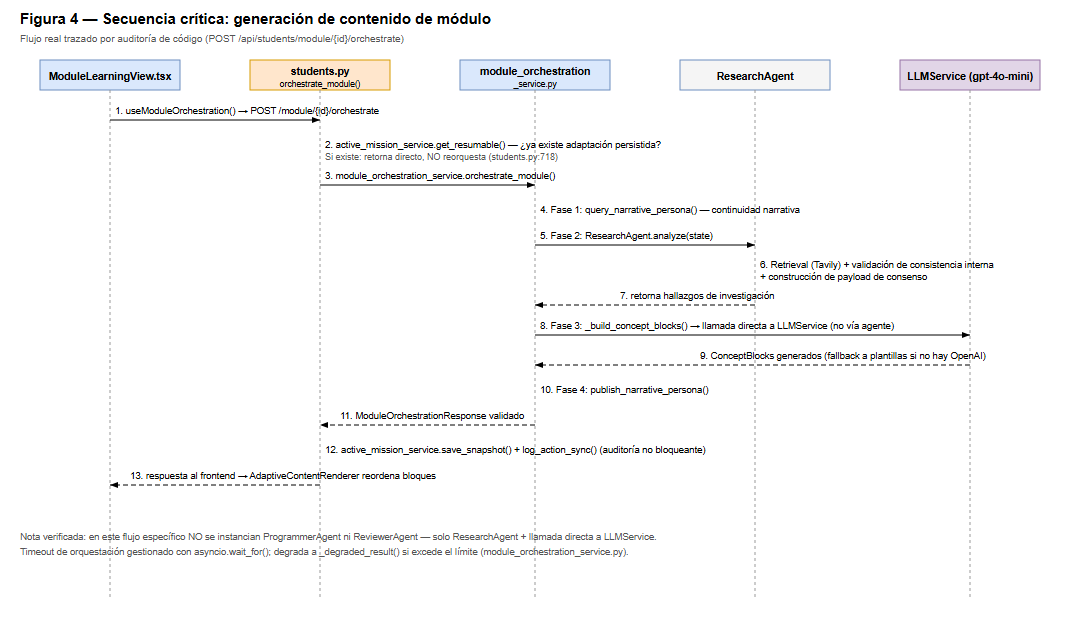 Figura 4 — Secuencia crítica: generación de contenido de módulo
Flujo real trazado por auditoría de código (POST /api/students/module/{id}/orchestrate)
ModuleLearningView.tsx
students.py
orchestrate_module()
module_orchestration
_service.py
ResearchAgent
LLMService (gpt-4o-mini)
1. useModuleOrchestration() → POST /module/{id}/orchestrate
2. active_mission_service.get_resumable() — ¿ya existe adaptación persistida?
Si existe: retorna directo, NO reorquesta (students.py:718)
3. module_orchestration_service.orchestrate_module()
4. Fase 1: query_narrative_persona() — continuidad narrativa
5. Fase 2: ResearchAgent.analyze(state)
6. Retrieval (Tavily) + validación de consistencia interna
+ construcción de payload de consenso
7. retorna hallazgos de investigación
8. Fase 3: _build_concept_blocks() → llamada directa a LLMService (no vía agente)
9. ConceptBlocks generados (fallback a plantillas si no hay OpenAI)
10. Fase 4: publish_narrative_persona()
11. ModuleOrchestrationResponse validado
12. active_mission_service.save_snapshot() + log_action_sync() (auditoría no bloqueante)
13. respuesta al frontend → AdaptiveContentRenderer reordena bloques
Nota verificada: en este flujo específico NO se instancian ProgrammerAgent ni ReviewerAgent — solo ResearchAgent + llamada directa a LLMService.
Timeout de orquestación gestionado con asyncio.wait_for(); degrada a _degraded_result() si excede el límite (module_orchestration_service.py).